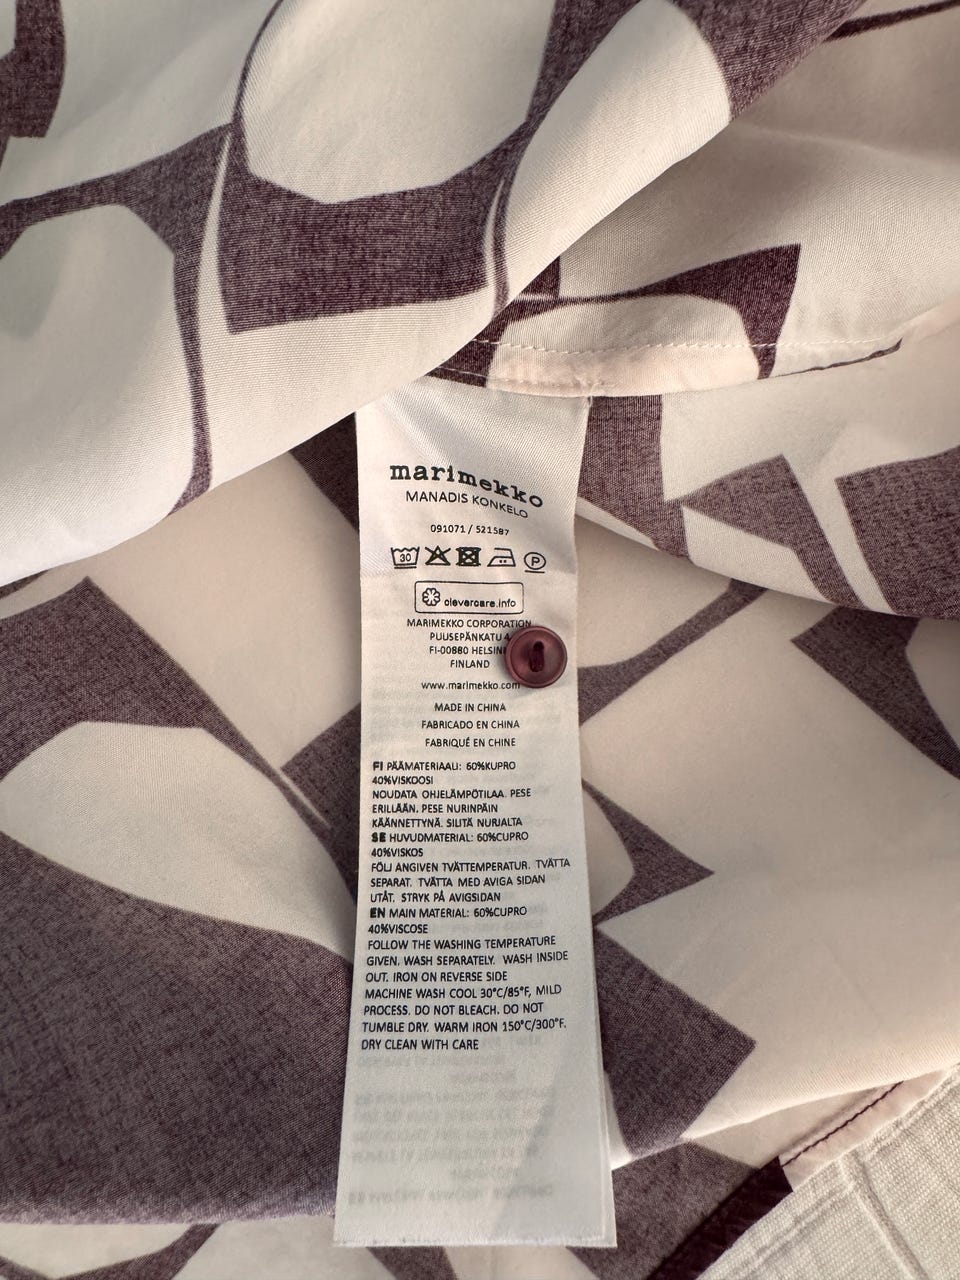 marimekko
MANADIS KONKELO
091071 / 521587
30
P
clevercare.info
MARIMEKKO CORPORATION
PUUSEPÄNKATU 4
FI-00880 HELSIN
FINLAND
www.marimekko.com
MADE IN CHINA
FABRICADO EN CHINA
FABRIQUÉ EN CHINE
FI PÄÄMATERIAALI: 60%KUPRO
40%VISKOOSI
NOUDATA OHJELÄMPÖTILAA. PESE
ERILLÄÄN. PESE NURINPÄIN
KÄÄNNETTYNÄ. SILITÄ NURJALTA
SE HUVUDMATERIAL: 60%CUPRO
40%VISKOS
FÖLJ ANGIVEN TVÄTTEMPERATUR. TVÄTTA
SEPARAT. TVÄTTA MED AVIGA SIDAN
UTÅT. STRYK PÅ AVIGSIDAN
EN MAIN MATERIAL: 60%CUPRO
40%VISCOSE
FOLLOW THE WASHING TEMPERATURE
GIVEN. WASH SEPARATELY. WASH INSIDE
OUT. IRON ON REVERSE SIDE
MACHINE WASH COOL 30°C/85°F, MILD
PROCESS. DO NOT BLEACH. DO NOT
TUMBLE DRY. WARM IRON 150°C/300°F.
DRY CLEAN WITH CARE